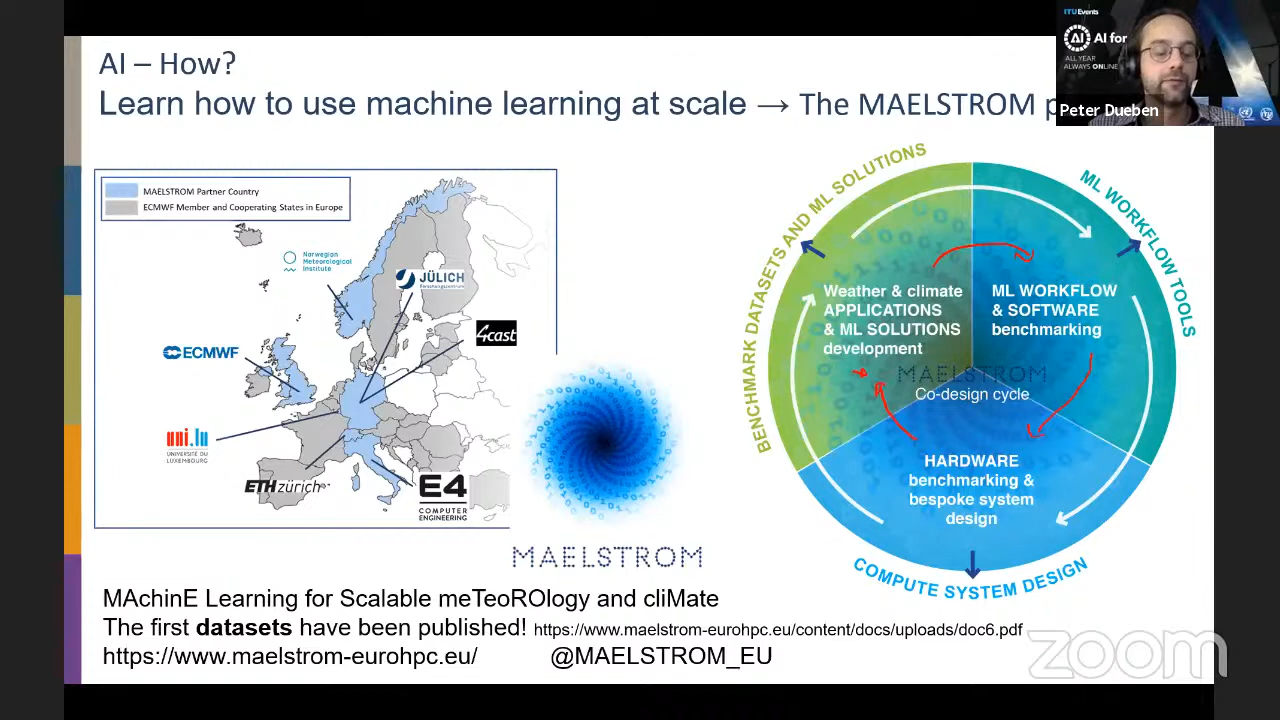 AI – How?
Learn how to use machine learning at scale → The MAELSTROM p
ITUEvents
AI AI for
ALL YEAR
ALWAYS ONLINE
Peter Dueben
MAELSTROM Partner Country
ECMWF Member and Cooperating States in Europe
Norwegian
Meteorological
Institute
JÜLICH
Forschungszentrum
4cast
ECMWF
uni.lu
UNIVERSITÉ DU
LUXEMBOURG
ETH zürich
E4
COMPUTER
ENGINEERING
MAELSTROM
BENCHMARK DATASETS AND ML SOLUTIONS
ML WORKFLOW TOOLS
COMPUTE SYSTEM DESIGN
Weather & climate
APPLICATIONS
& ML SOLUTIONS
development
ML WORKFLOW
& SOFTWARE
benchmarking
MAELSTROM
Co-design cycle
HARDWARE
benchmarking &
bespoke system
design
MAchinE Learning for Scalable meTeoROlogy and cliMate
The first datasets have been published! https://www.maelstrom-eurohpc.eu/content/docs/uploads/doc6.pdf
https://www.maelstrom-eurohpc.eu/ @MAELSTROM_EU
zoom